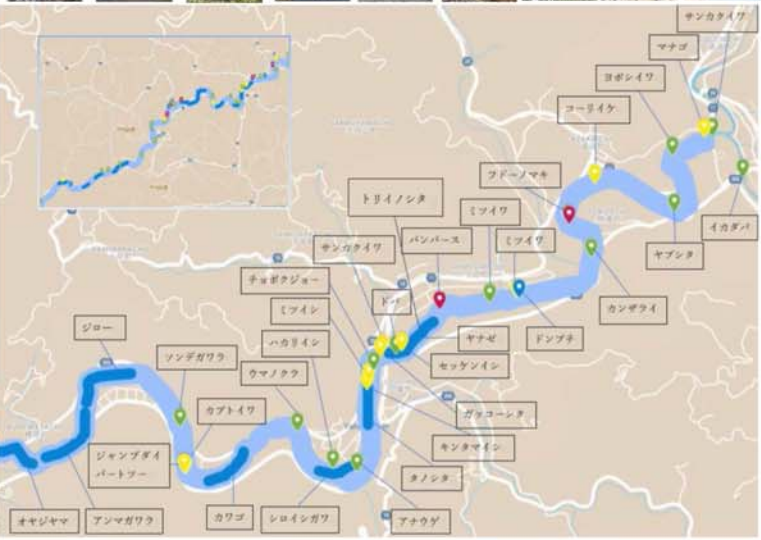 サンカクイワ
マナゴ
ヨボシイワ
コーリイケ
フドーノマキ
トリイノシタ
ミツイワ
イカダバ
サンカクイワ
バンバース
ミツイワ
ヤブシタ
チョボクジョー
ドバ
カンザライ
ミツイシ
ヤナゼ
ドンブチ
ジロー
ハカリイシ
セッケンイシ
ソンデガワラ
ウマノクラ
カブトイワ
ガッコーシタ
キンタマイシ
ジャンプダイ
パートツー
タノシタ
オヤジヤマ
アンマガワラ
カワゴ
シロイシガワ
アナウゲ